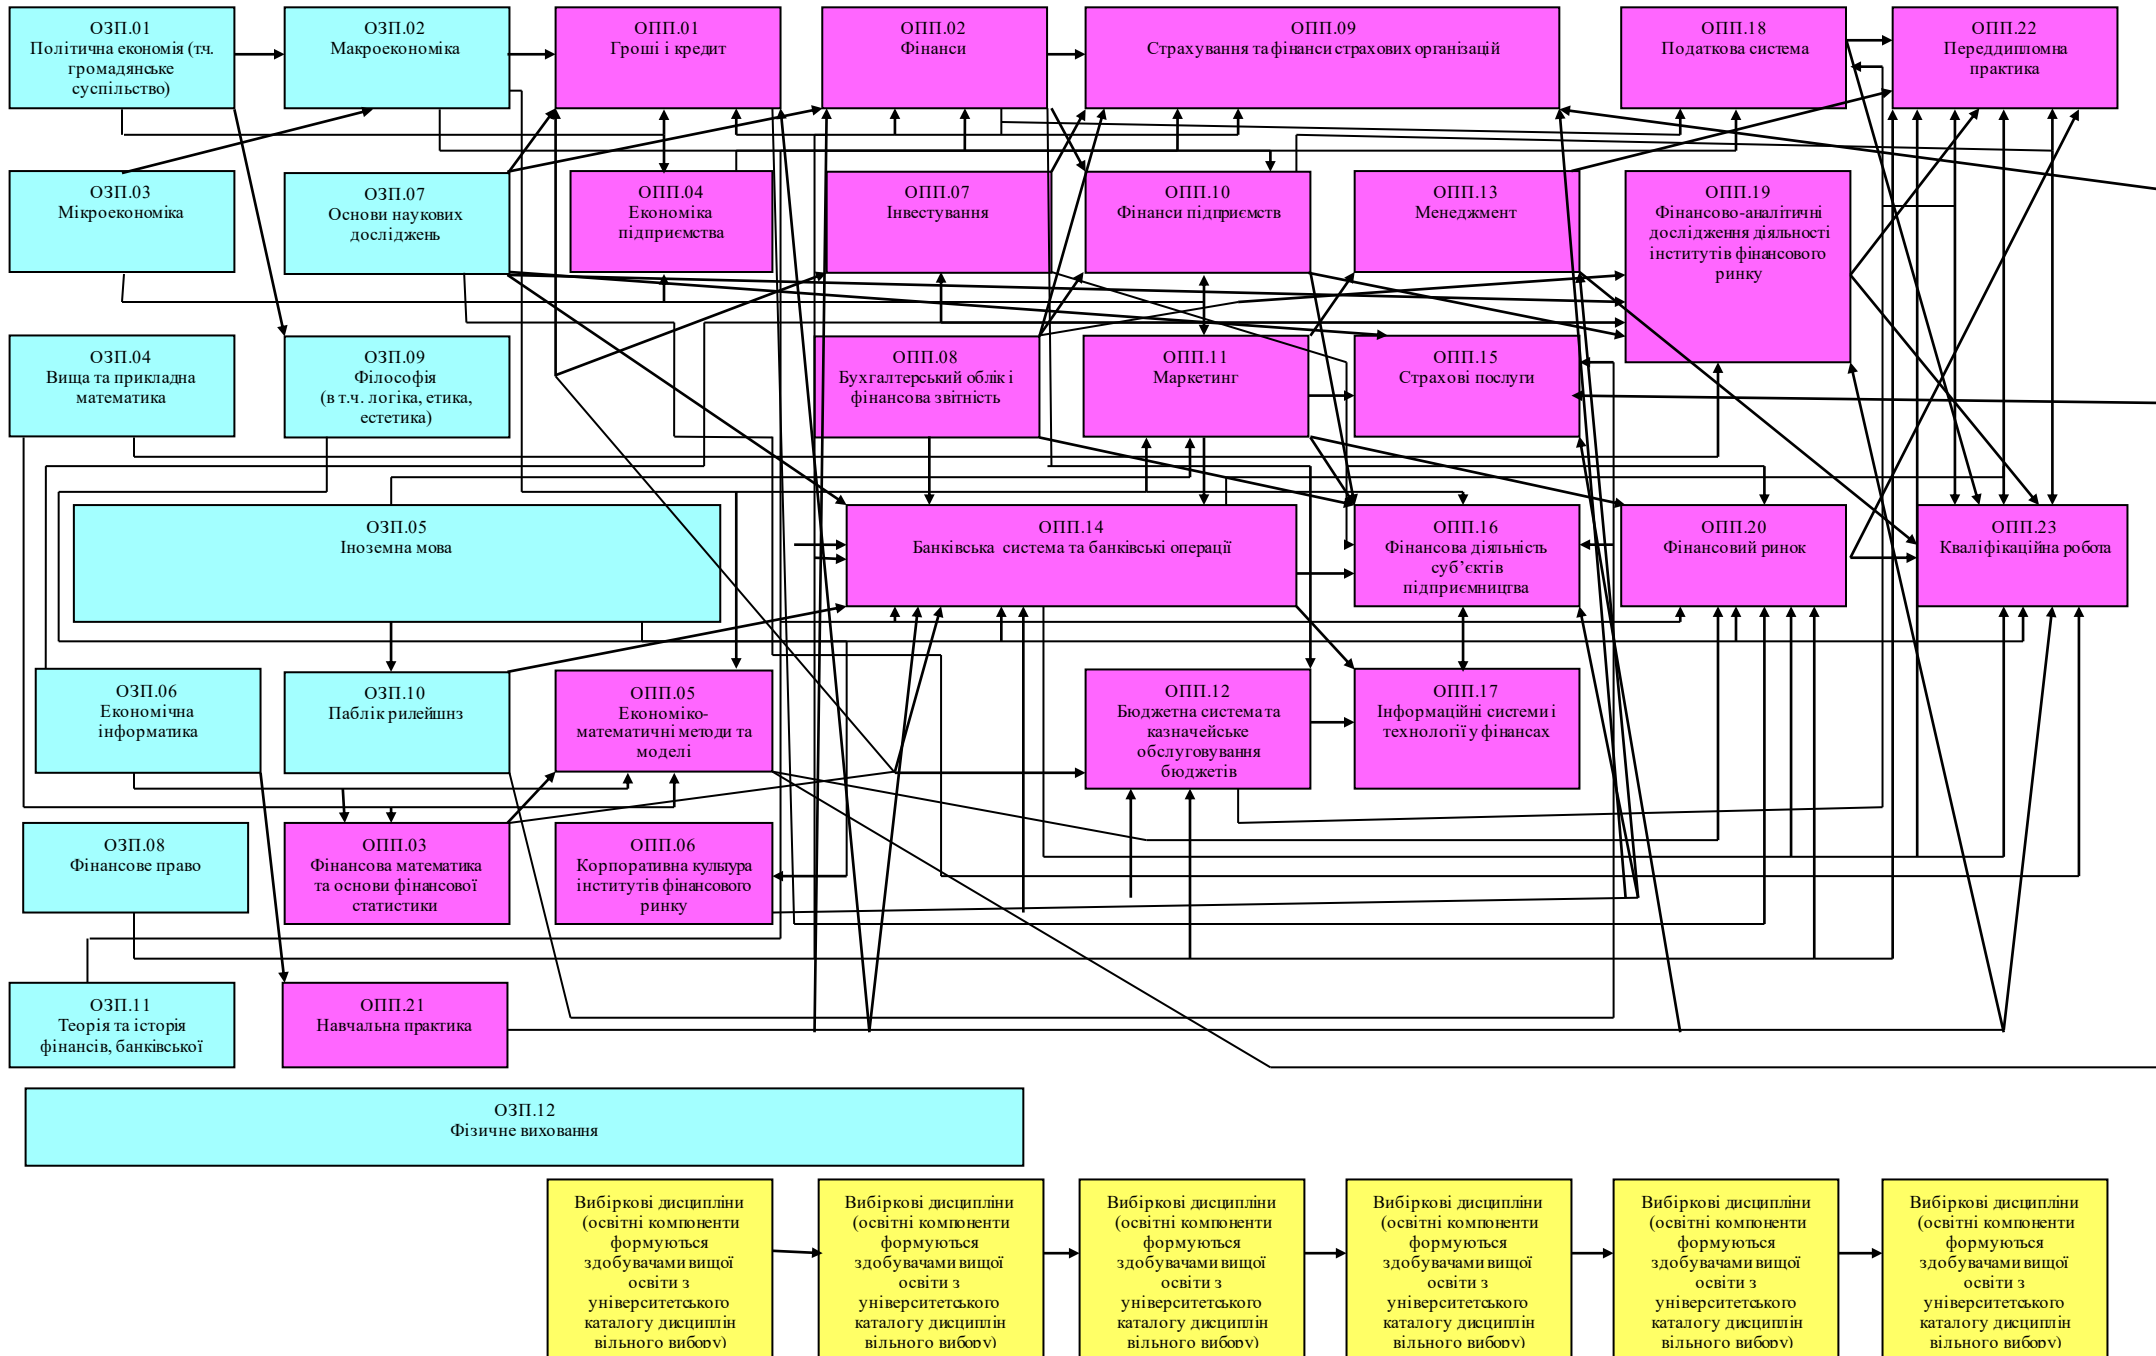 ОЗП.01
Політична економія (тч.
громадянське
суспільство)
ОЗП.02
Макроекономіка
ОПП.01
Гроші і кредит
ОПП.02
Фінанси
ОПП.09
Страхування та фінанси страхових організацій
ОПП.18
Податкова система
ОПП.22
Переддипломна
практика
ОЗП.03
Мікроекономіка
ОЗП.07
Основи наукових
досліджень
ОПП.04
Економіка
підприємства
ОПП.07
Інвестування
ОПП.10
Фінанси підприємств
ОПП.13
Менеджмент
ОПП.19
Фінансово-аналітичні
дослідження діяльності
інститутів фінансового
ринку
ОЗП.04
Вища та прикладна
математика
ОЗП.09
Філософія
(в т.ч. логіка, етика,
естетика)
ОПП.08
Бухгалтерський облік і
фінансова звітність
ОПП.11
Маркетинг
ОПП.15
Страхові послуги
ОЗП.05
Іноземна мова
ОПП.14
Банківська система та банківські операції
ОПП.16
Фінансова діяльність
суб’єктів
підприємництва
ОПП.20
Фінансовий ринок
ОПП.23
Кваліфікаційна робота
ОЗП.06
Економічна
інформатика
ОЗП.10
Паблік рилейшнз
ОПП.05
Економіко-
математичні методи та
моделі
ОПП.12
Бюджетна система та
казначейське
обслуговування
бюджетів
ОПП.17
Інформаційні системи і
технології у фінансах
ОЗП.08
Фінансове право
ОПП.03
Фінансова математика
та основи фінансової
статистики
ОПП.06
Корпоративна культура
інститутів фінансового
ринку
ОЗП.11
Теорія та історія
фінансів, банківської
ОПП.21
Навчальна практика
ОЗП.12
Фізичне виховання
Вибіркові дисципліни
(освітні компоненти
формуються
здобувачами вищої
освіти з
університетського
каталогу дисциплін
вільного вибору)
Вибіркові дисципліни
(освітні компоненти
формуються
здобувачами вищої
освіти з
університетського
каталогу дисциплін
вільного вибору)
Вибіркові дисципліни
(освітні компоненти
формуються
здобувачами вищої
освіти з
університетського
каталогу дисциплін
вільного вибору)
Вибіркові дисципліни
(освітні компоненти
формуються
здобувачами вищої
освіти з
університетського
каталогу дисциплін
вільного вибору)
Вибіркові дисципліни
(освітні компоненти
формуються
здобувачами вищої
освіти з
університетського
каталогу дисциплін
вільного вибору)
Вибіркові дисципліни
(освітні компоненти
формуються
здобувачами вищої
освіти з
університетського
каталогу дисциплін
вільного вибору)